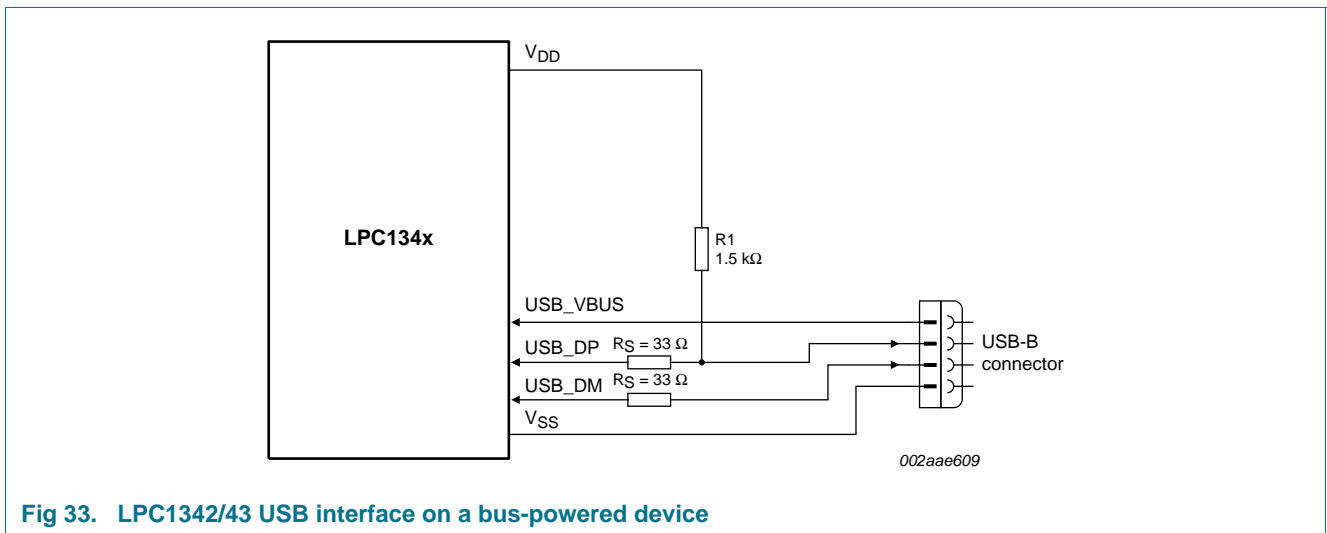 VDD
R1
1.5 kΩ
LPC134x
USB_VBUS
USB_DP RS = 33 Ω
USB_DM RS = 33 Ω
VSS
USB-B
connector
002aae609
Fig 33. LPC1342/43 USB interface on a bus-powered device